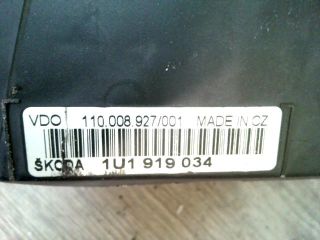 VDO 110.008.927/001 MADE IN CZ
ŠKODA 1U1 919 034